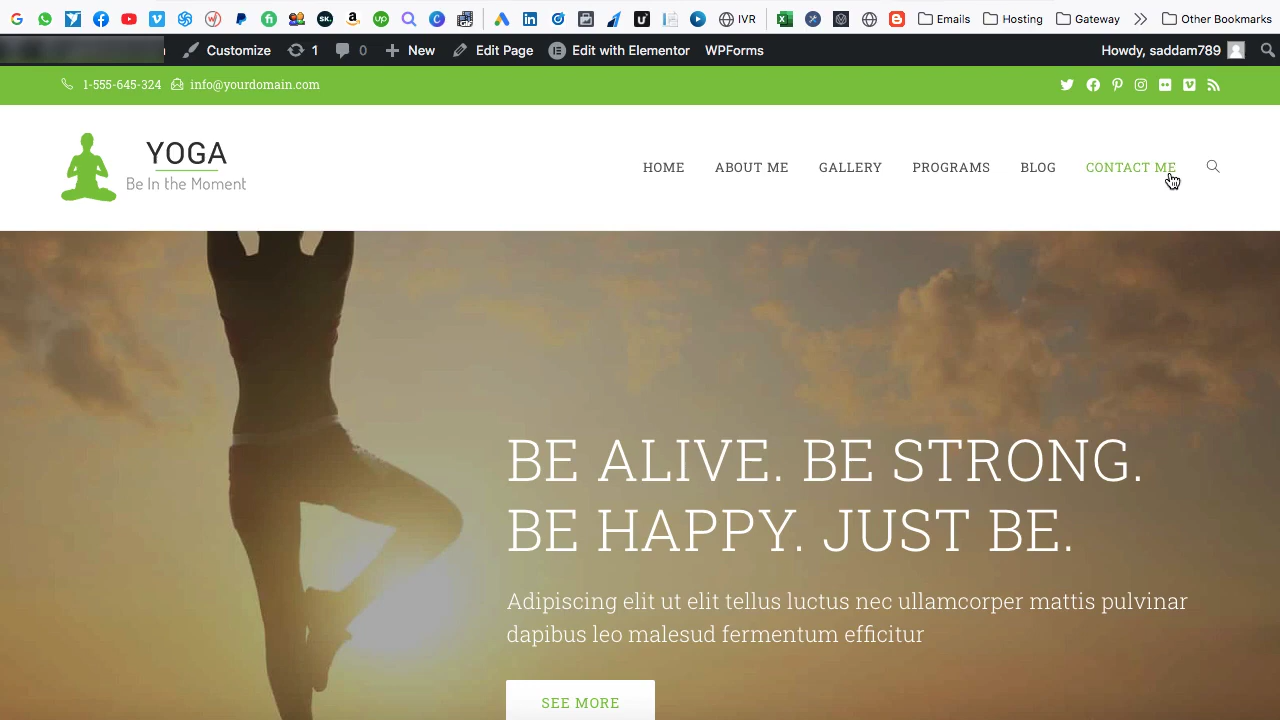 IVR
Emails
Hosting
Gateway
Other Bookmarks
Customize
1
0
New
Edit Page
Edit with Elementor
WPForms
Howdy, saddam789
1-555-645-324
info@yourdomain.com
YOGA
Be In the Moment
HOME
ABOUT ME
GALLERY
PROGRAMS
BLOG
CONTACT ME
BE ALIVE. BE STRONG.
BE HAPPY. JUST BE.
Adipiscing elit ut elit tellus luctus nec ullamcorper mattis pulvinar
dapibus leo malesud fermentum efficitur
SEE MORE